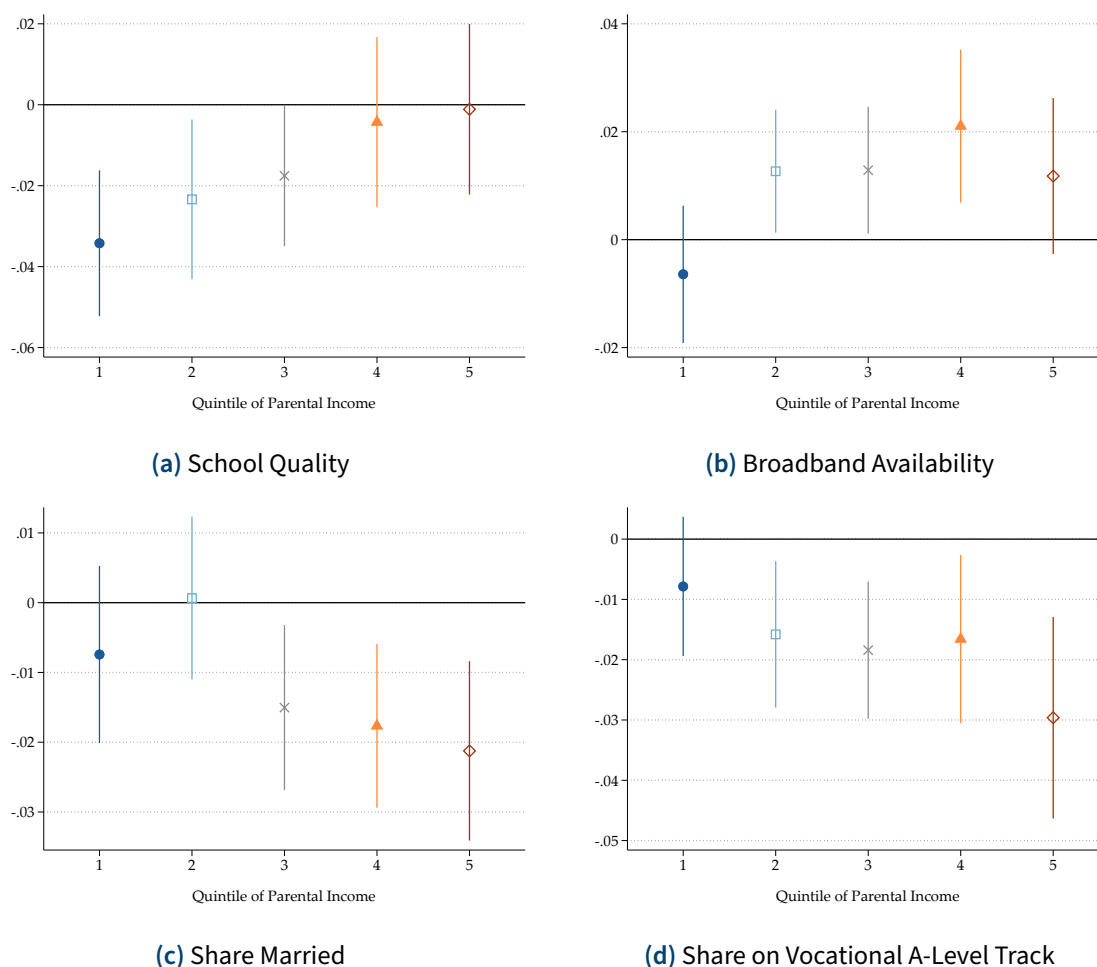 .02
0
-.02
-.04
-.06
1 2 3 4 5
Quintile of Parental Income
(a) School Quality
.04
.02
0
-.02
1 2 3 4 5
Quintile of Parental Income
(b) Broadband Availability
.01
0
-.01
-.02
-.03
1 2 3 4 5
Quintile of Parental Income
(c) Share Married
0
-.01
-.02
-.03
-.04
-.05
1 2 3 4 5
Quintile of Parental Income
(d) Share on Vocational A-Level Track